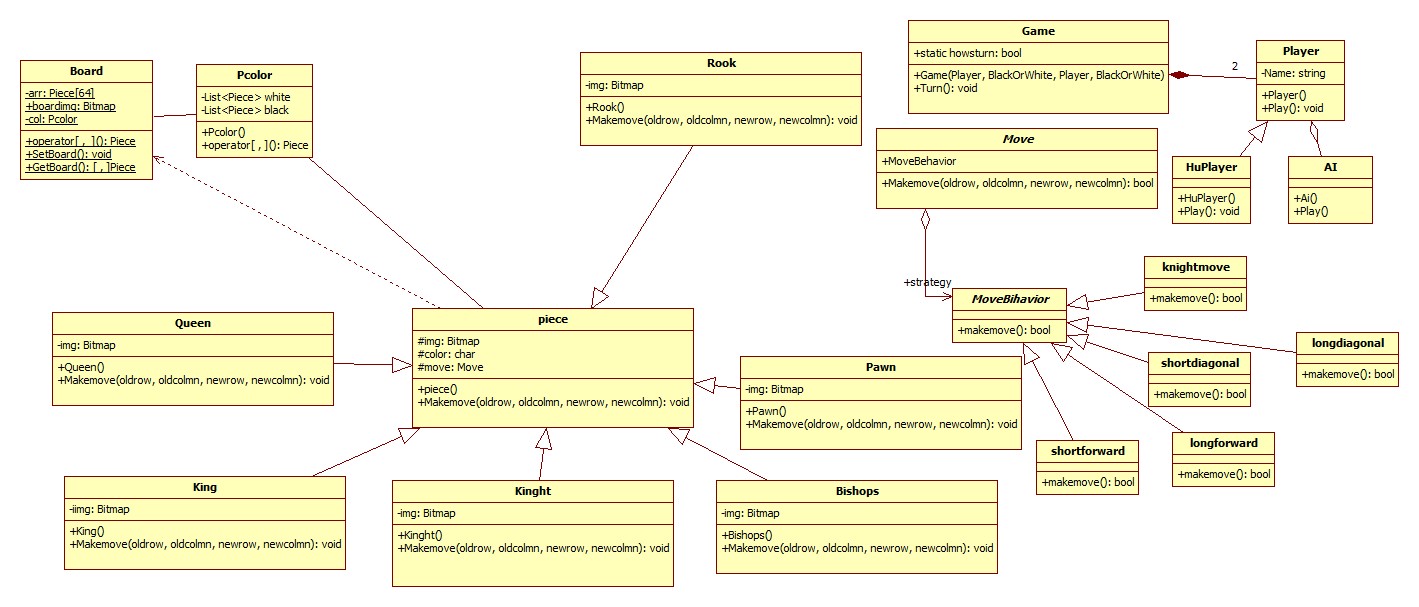 Board
-arr: Piece[64]
+boardimg: Bitmap
-col: Pcolor
+operator[ , ](): Piece
+SetBoard(): void
+GetBoard(): [ , ]Piece
Pcolor
-List<Piece> white
-List<Piece> black
+Pcolor()
+operator[ , ](): Piece
Rook
-img: Bitmap
+Rook()
+Makemove(oldrow, oldcolmn, newrow, newcolmn): void
Game
+static howsturn: bool
+Game(Player, BlackOrWhite, Player, BlackOrWhite)
+Turn(): void
2
Player
-Name: string
+Player()
+Play(): void
HuPlayer
+HuPlayer()
+Play(): void
AI
+Ai()
+Play()
Move
+MoveBehavior
+Makemove(oldrow, oldcolmn, newrow, newcolmn): bool
+strategy
MoveBihavior
+makemove(): bool
knightmove
+makemove(): bool
longdiagonal
+makemove(): bool
shortdiagonal
+makemove(): bool
longforward
+makemove(): bool
shortforward
+makemove(): bool
Queen
-img: Bitmap
+Queen()
+Makemove(oldrow, oldcolmn, newrow, newcolmn): void
piece
#img: Bitmap
#color: char
#move: Move
+piece()
+Makemove(oldrow, oldcolmn, newrow, newcolmn): void
Pawn
-img: Bitmap
+Pawn()
+Makemove(oldrow, oldcolmn, newrow, newcolmn): void
King
-iimg: Bitmap
+King()
+Makemove(oldrow, oldcolmn, newrow, newcolmn): void
Kinght
-img: Bitmap
+Kinght()
+Makemove(oldrow, oldcolmn, newrow, newcolmn): void
Bishops
-img: Bitmap
+Bishops()
+Makemove(oldrow, oldcolmn, newrow, newcolmn): void